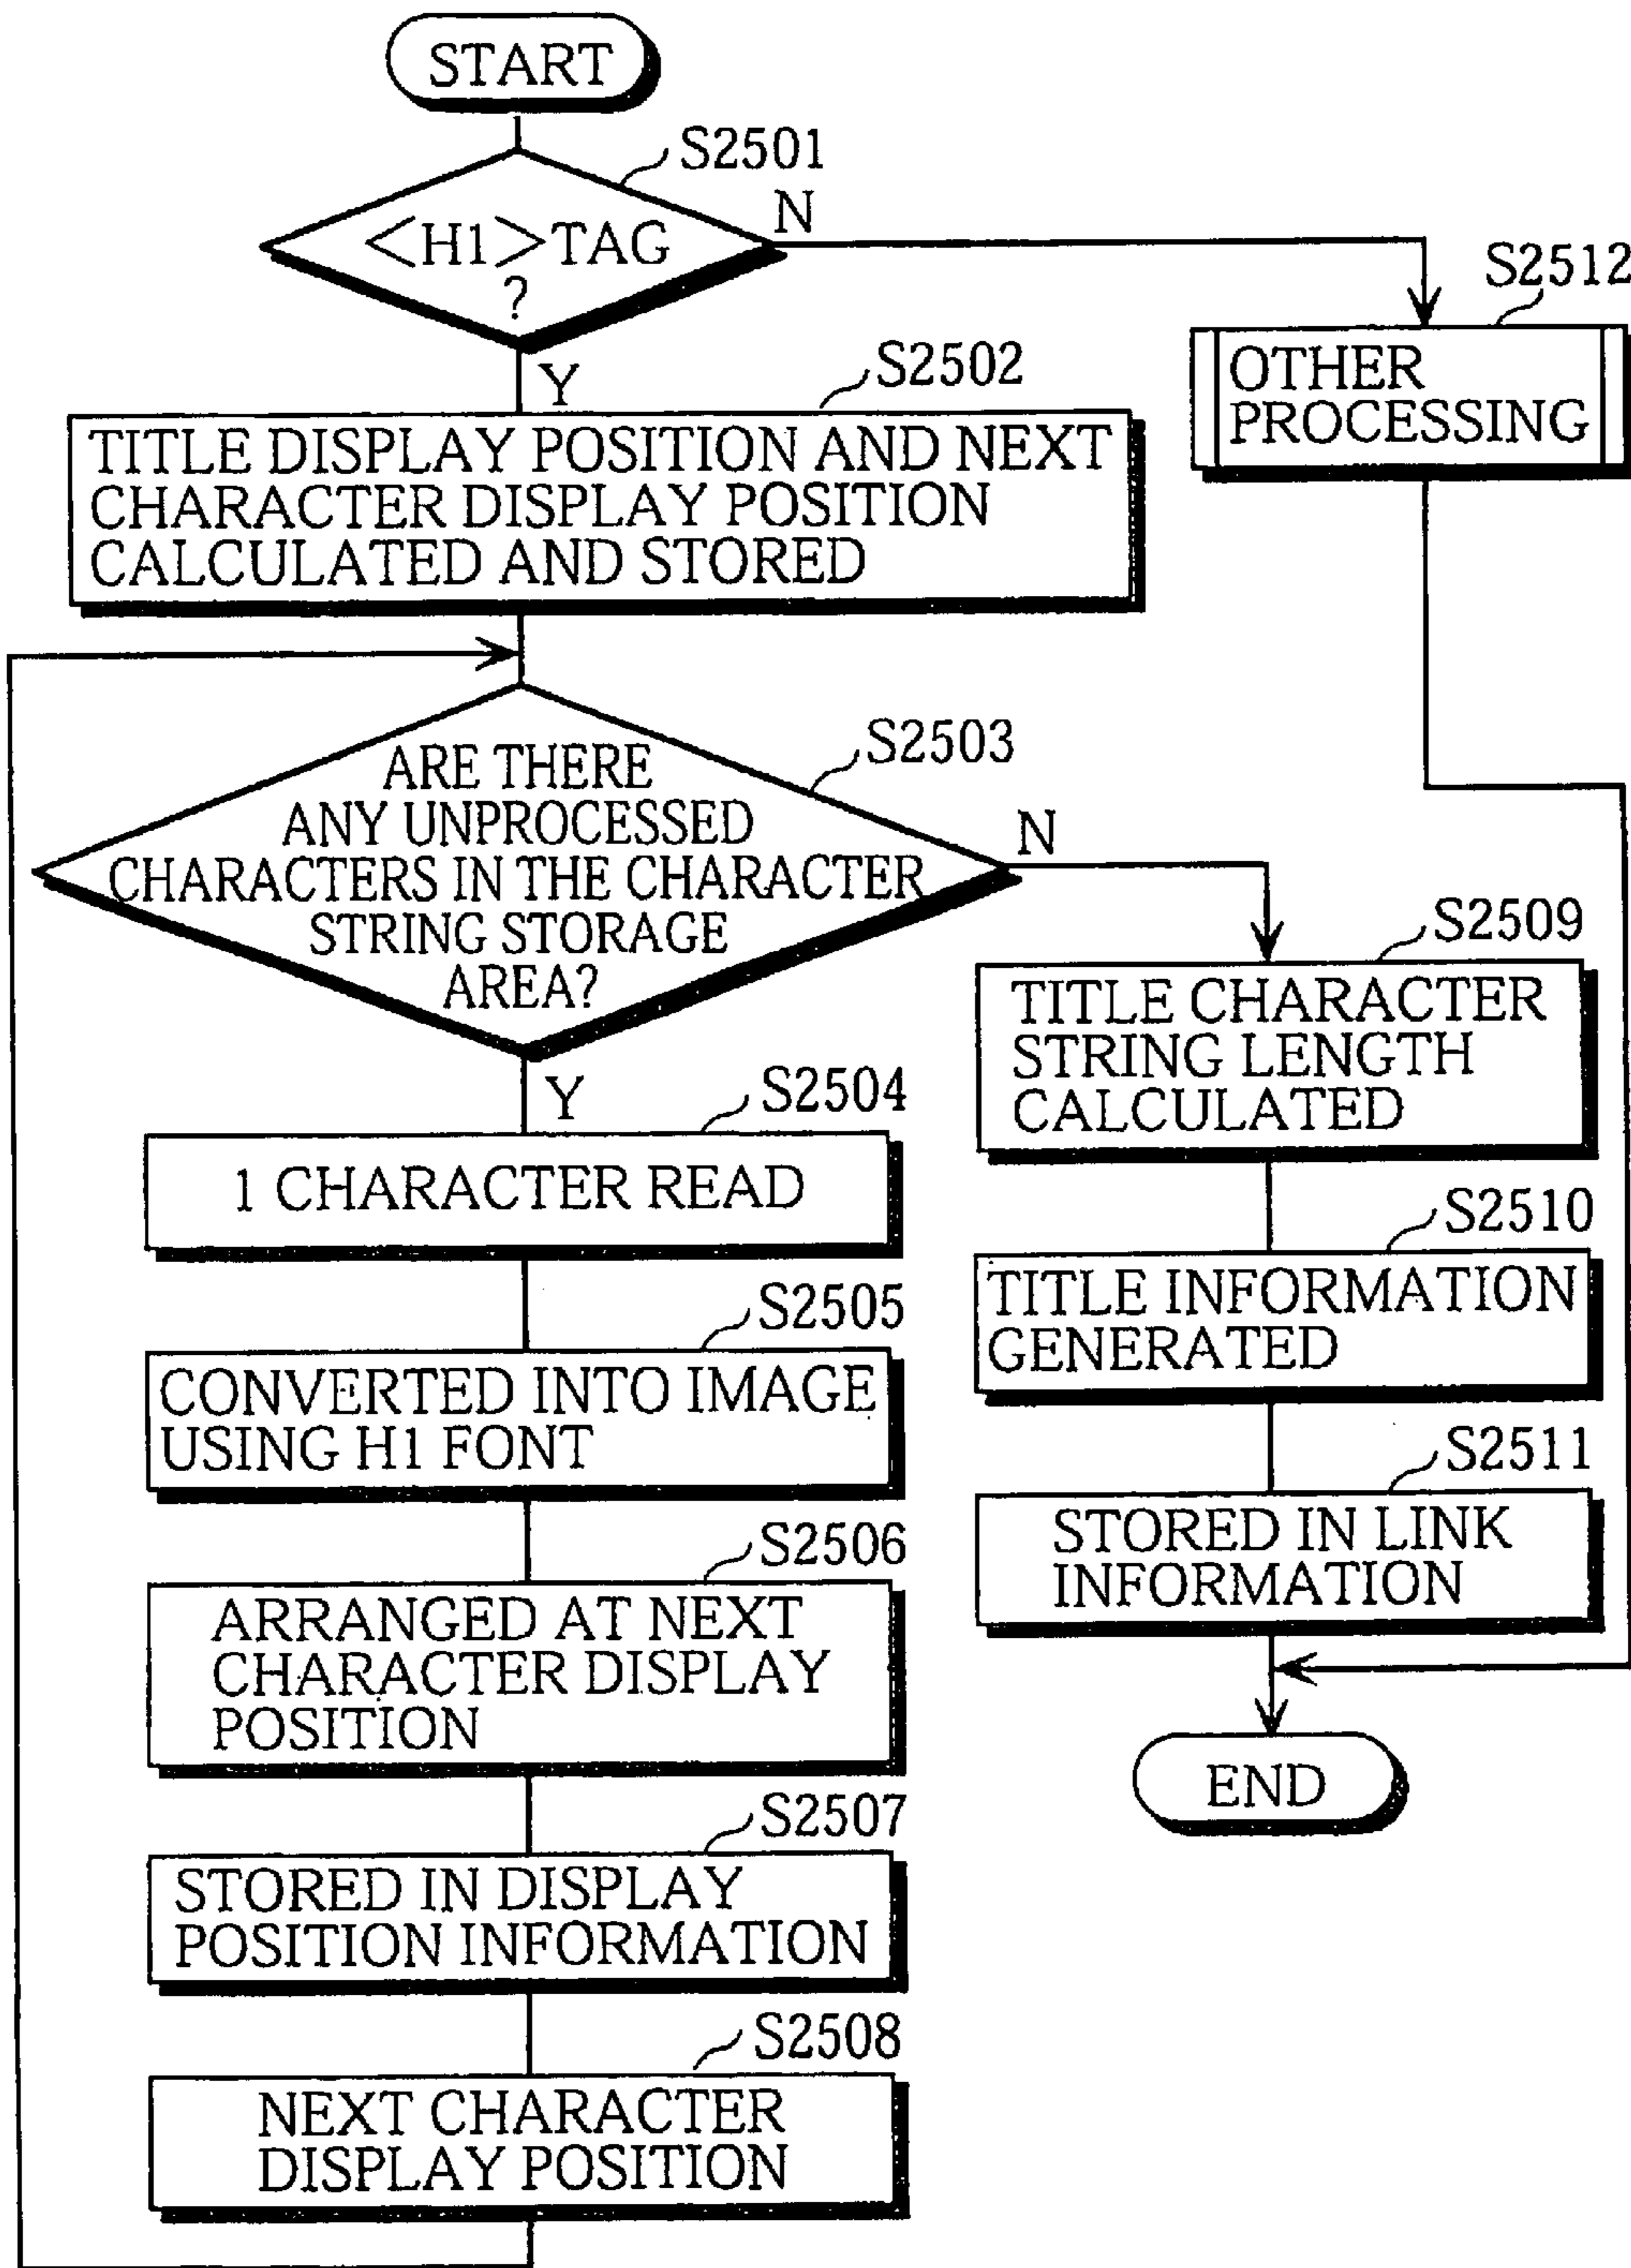 START
S2501
<H1>TAG
?
N
Y
S2512
OTHER
PROCESSING
S2502
TITLE DISPLAY POSITION AND NEXT
CHARACTER DISPLAY POSITION
CALCULATED AND STORED
S2503
ARE THERE
ANY UNPROCESSED
CHARACTERS IN THE CHARACTER
STRING STORAGE
AREA?
N
Y
S2504
1 CHARACTER READ
S2505
CONVERTED INTO IMAGE
USING H1 FONT
S2506
ARRANGED AT NEXT
CHARACTER DISPLAY
POSITION
S2507
STORED IN DISPLAY
POSITION INFORMATION
S2508
NEXT CHARACTER
DISPLAY POSITION
S2509
TITLE CHARACTER
STRING LENGTH
CALCULATED
S2510
TITLE INFORMATION
GENERATED
S2511
STORED IN LINK
INFORMATION
END